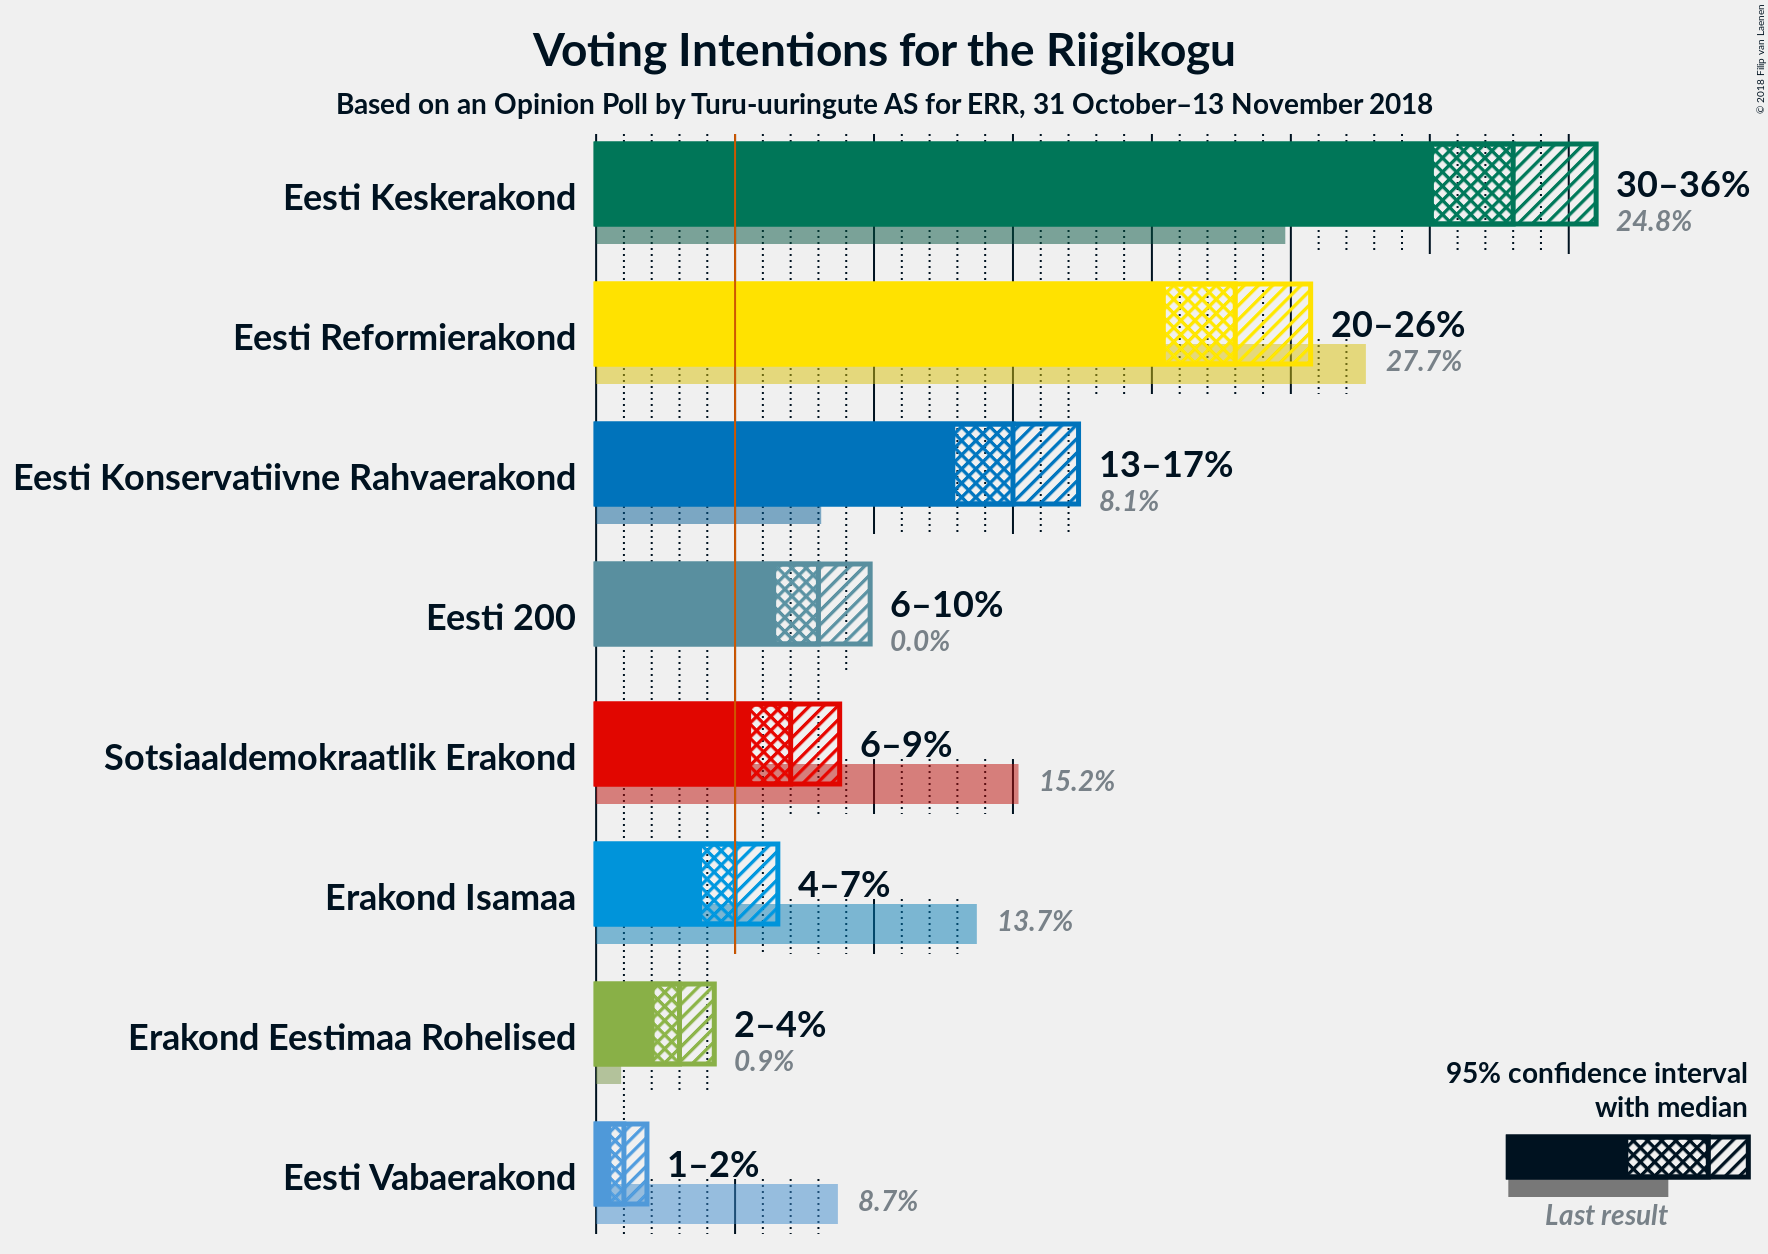 Voting Intentions for the Riigikogu
Based on an Opinion Poll by Turu-uuringute AS for ERR, 31 October–13 November 2018
© 2018 Filip van Laenen
Eesti Keskerakond
30–36%
24.8%
Eesti Reformierakond
20–26%
27.7%
Eesti Konservatiivne Rahvaerakond
13–17%
8.1%
Eesti 200
6–10%
0.0%
Sotsiaaldemokraatlik Erakond
6–9%
15.2%
Erakond Isamaa
4–7%
13.7%
Erakond Eestimaa Rohelised
2–4%
0.9%
Eesti Vabaerakond
1–2%
8.7%
95% confidence interval
with median
Last result